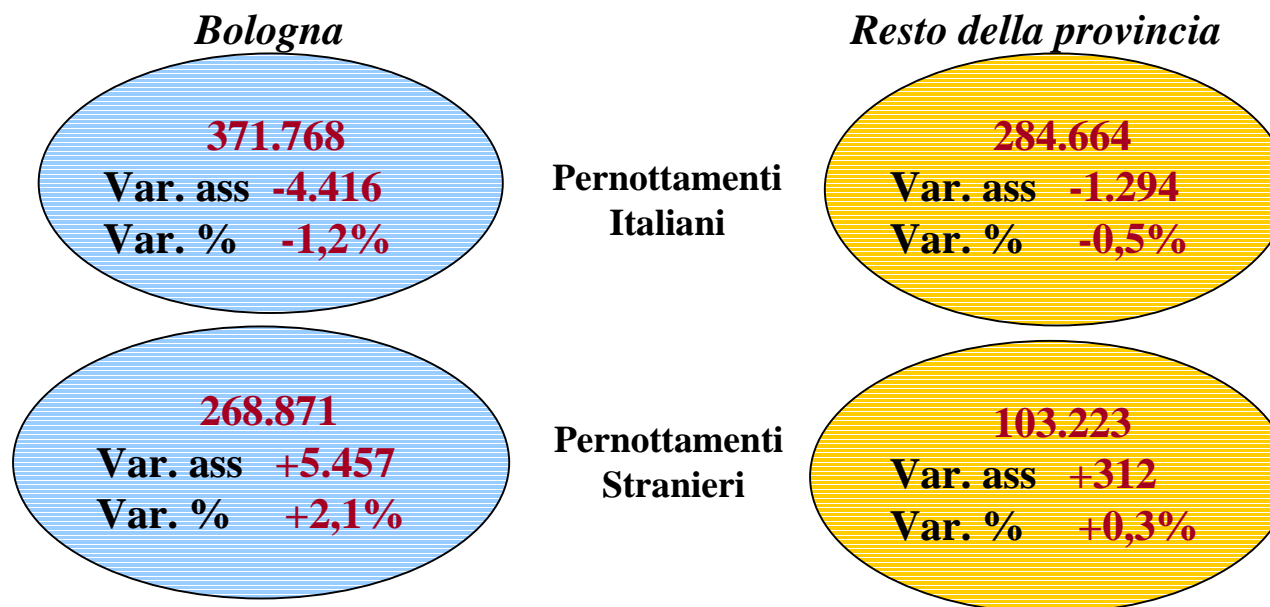 Bologna
Resto della provincia
371.768
Var. ass -4.416
Var. % -1,2%
Pernottamenti
Italiani
284.664
Var. ass -1.294
Var. % -0,5%
268.871
Var. ass +5.457
Var. % +2,1%
Pernottamenti
Stranieri
103.223
Var. ass +312
Var. % +0,3%